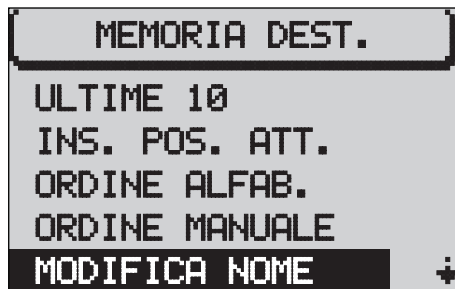 MEMORIA DEST.
ULTIME 10
INS. POS. ATT.
ORDINE ALFAB.
ORDINE MANUALE
MODIFICA NOME